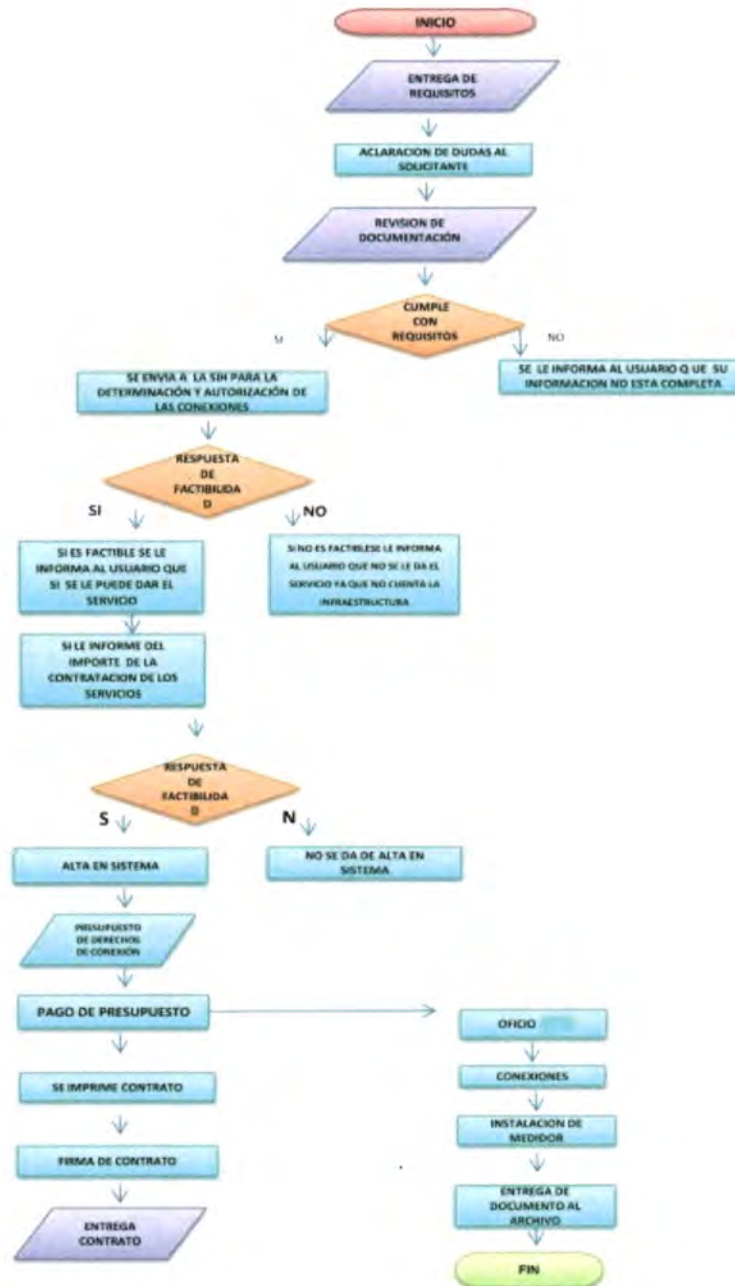 INICIO
ENTREGA DE
REQUISITOS
ACLARACION DE DUDAS AL
SOLICITANTE
REVISION DE
DOCUMENTACIÓN
CUMPLE
CON
REQUISITOS
SI
NO
SE ENVIA A LA SIH PARA LA
DETERMINACIÓN Y AUTORIZACIÓN DE
LAS CONEXIONES
SE LE INFORMA AL USUARIO Q UE SU
INFORMACION NO ESTA COMPLETA
RESPUESTA
DE
FACTIBILIDA
D
SI
NO
SI ES FACTIBLE SE LE
INFORMA AL USUARIO QUE
SI SE LE PUEDE DAR EL
SERVICIO
SI NO ES FACTIBLESE LE INFORMA
AL USUARIO QUE NO SE LE DA EL
SERVICIO YA QUE NO CUENTA LA
INFRAESTRUCTURA
SI LE INFORME DEL
IMPORTE DE LA
CONTRATACION DE LOS
SERVICIOS
RESPUESTA
DE
FACTIBILIDA
D
S
N
ALTA EN SISTEMA
NO SE DA DE ALTA EN
SISTEMA
PRESUPUESTO
DE DERECHOS
DE CONEXIÓN
PAGO DE PRESUPUESTO
OFICIO
SE IMPRIME CONTRATO
CONEXIONES
INSTALACION DE
MEDIDOR
FIRMA DE CONTRATO
ENTREGA DE
DOCUMENTO AL
ARCHIVO
ENTREGA
CONTRATO
FIN